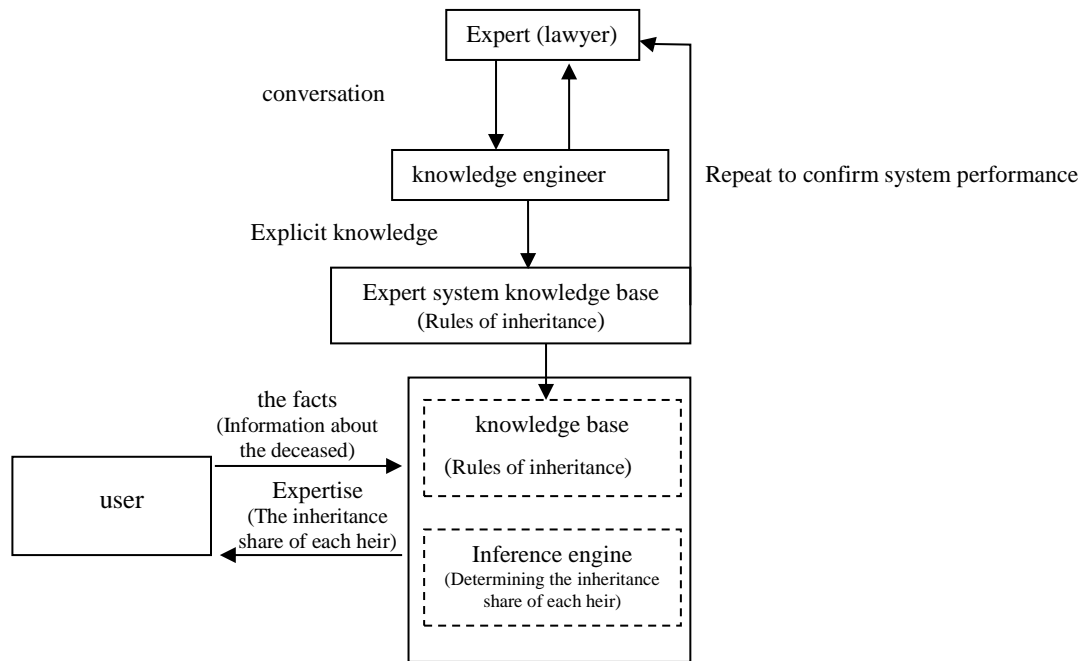 Expert (lawyer)
conversation
knowledge engineer
Repeat to confirm system performance
Explicit knowledge
Expert system knowledge base
(Rules of inheritance)
the facts
(Information about
the deceased)
knowledge base
(Rules of inheritance)
user
Expertise
(The inheritance
share of each heir)
Inference engine
(Determining the inheritance
share of each heir)